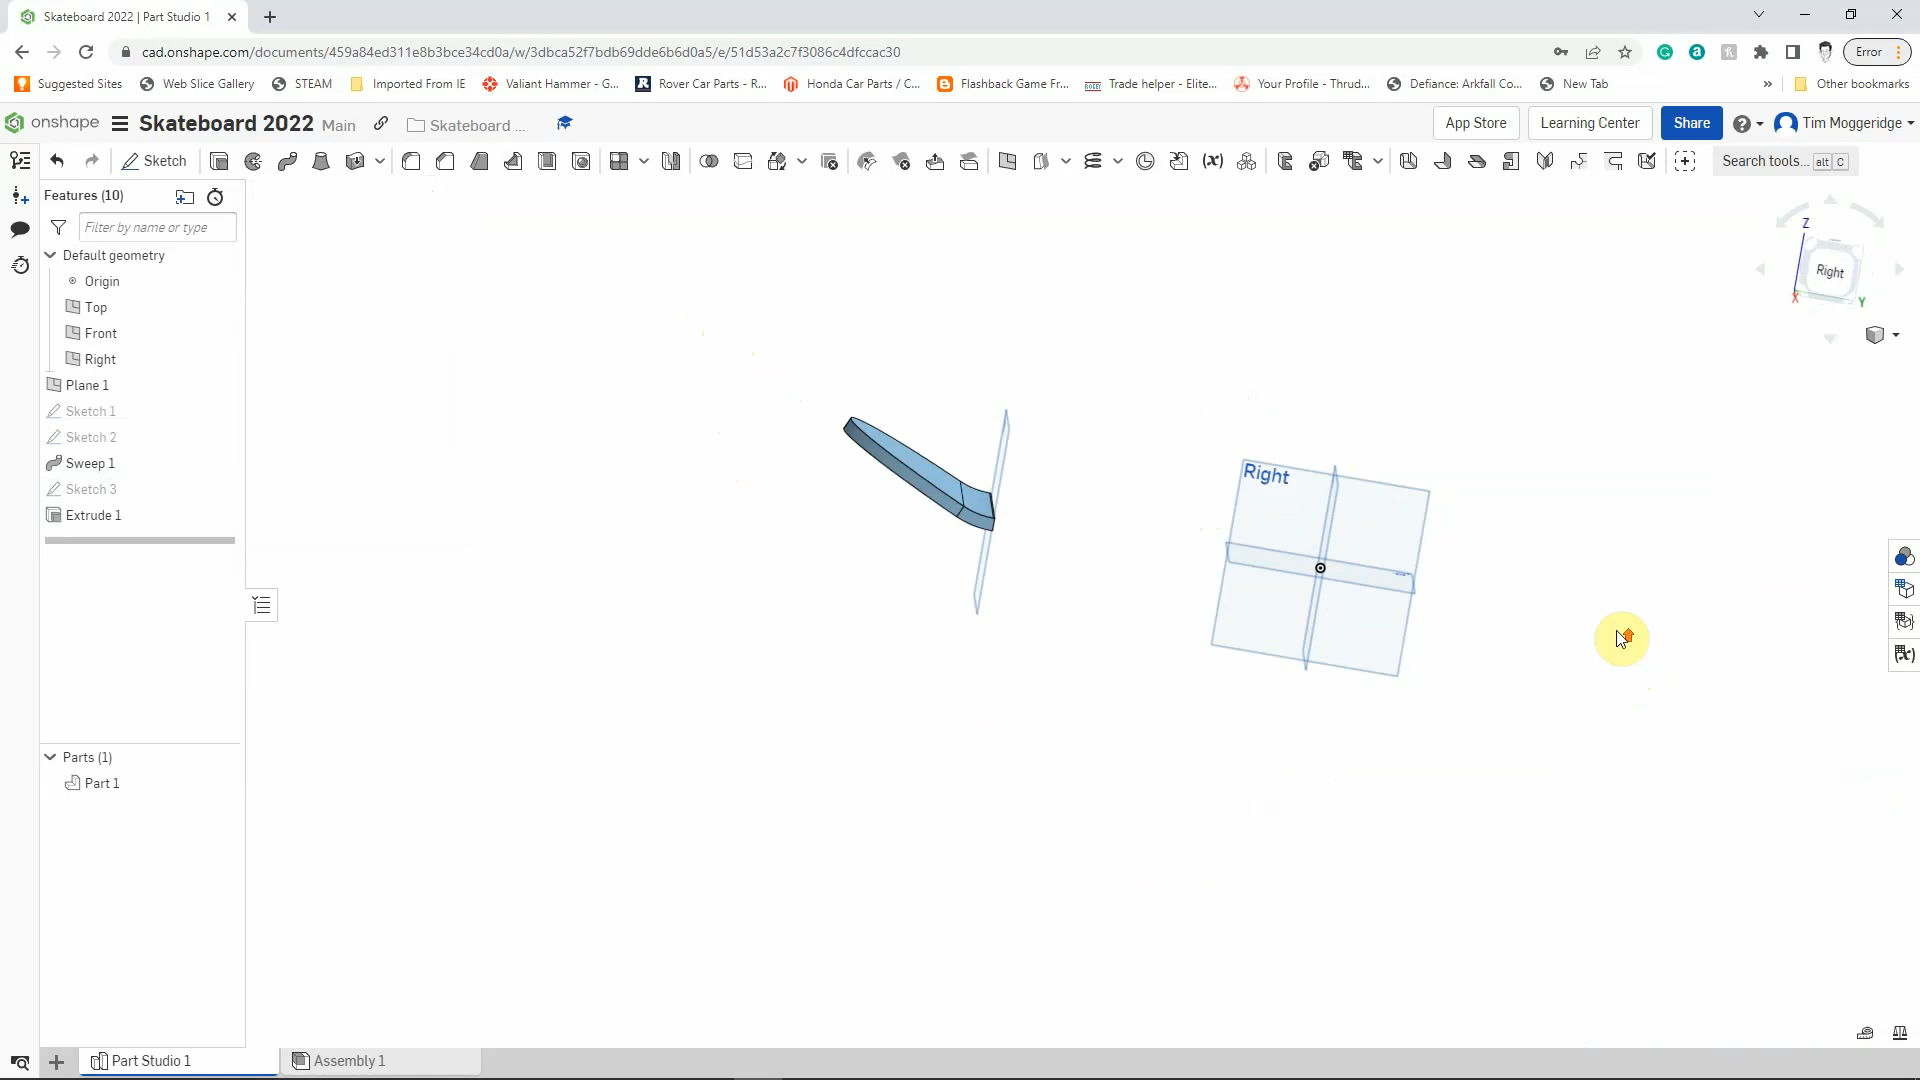 Skateboard 2022 | Part Studio 1
cad.onshape.com/documents/459a84ed311e8b3bce34cd0a/w/3dbca52f7bdb69dde6b6d0a5/e/51d53a2c7f3086c4dfccac30
Error
Suggested Sites Web Slice Gallery STEAM Imported From IE Valiant Hammer - G... Rover Car Parts - R... Honda Car Parts / C... Flashback Game Fr... Trade helper - Elite... Your Profile - Thrud... Defiance: Arkfall Co... New Tab » Other bookmarks
onshape Skateboard 2022 Main Skateboard ... App Store Learning Center Share Tim Moggeridge
Sketch Search tools... alt C
Features (10)
Filter by name or type
Default geometry
Origin
Top
Front
Right
Plane 1
Sketch 1
Sketch 2
Sweep 1
Sketch 3
Extrude 1
Z
Right
X Y
Right
Parts (1)
Part 1
Part Studio 1 Assembly 1